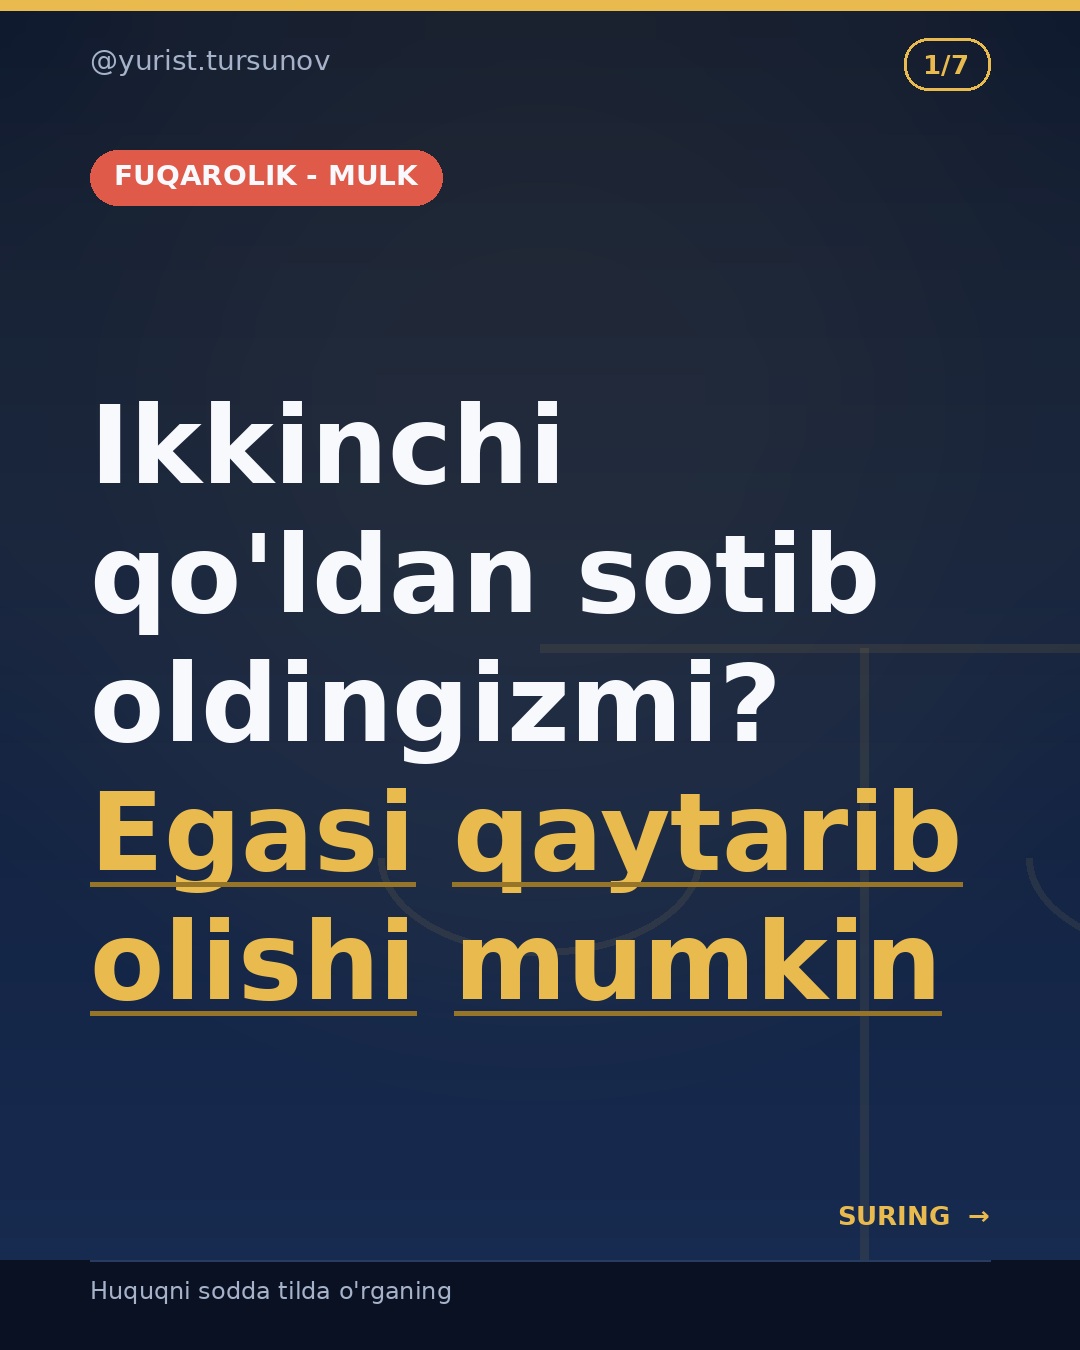 @yurist.tursunov
1/7
FUQAROLIK - MULK
Ikkinchi
qo'ldan sotib
oldingizmi?
Egasi qaytarib
olishi mumkin
SURING →
Huquqni sodda tilda o'rganing